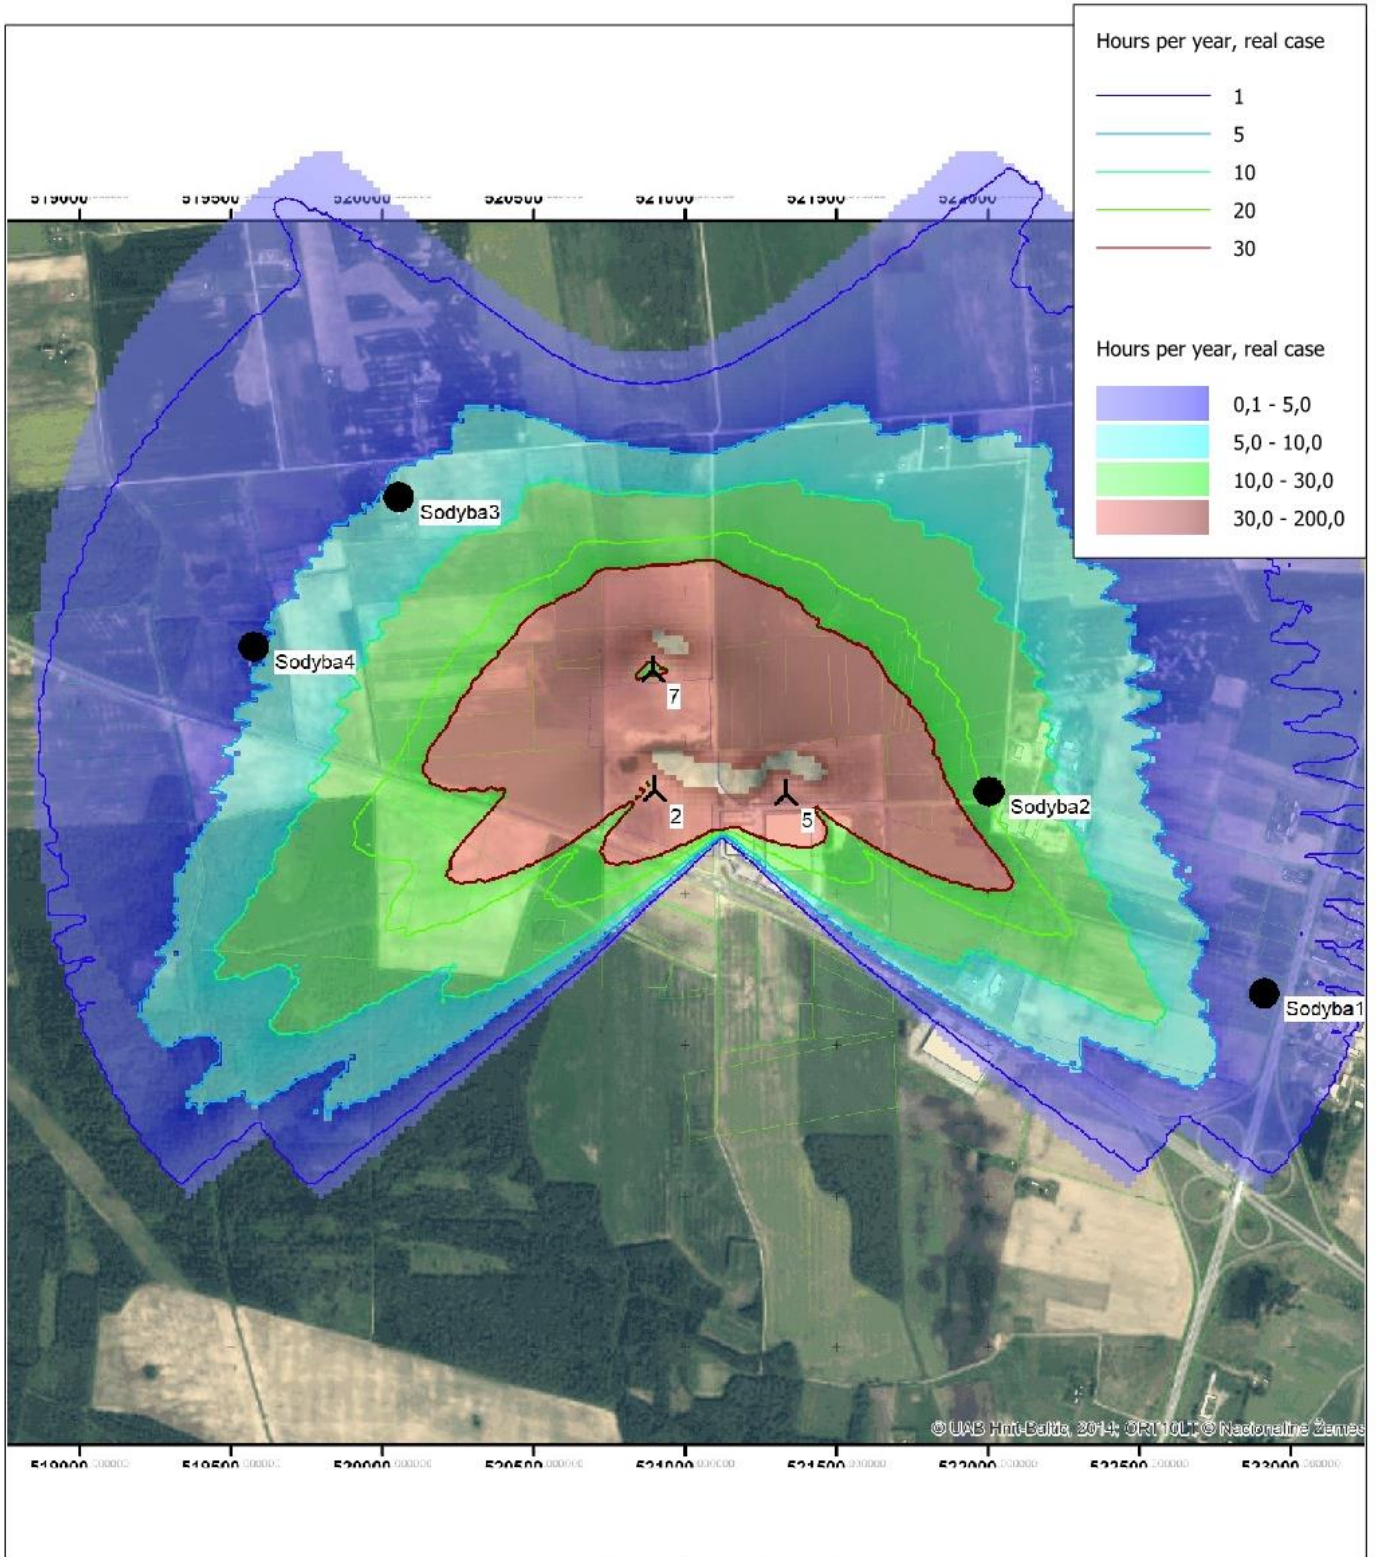 Hours per year, real case
1
5
10
20
30
Hours per year, real case
0,1 - 5,0
5,0 - 10,0
10,0 - 30,0
30,0 - 200,0
519000 519500 520000 520500 521000 521500 522000
Sodyba3
Sodyba4
7
Sodyba2
2
5
Sodyba1
© UAB Hnit-Baltic, 2014; ORT10LT © Nacionalinė Žemės
519000 519500 520000 520500 521000 521500 522000 522500 523000